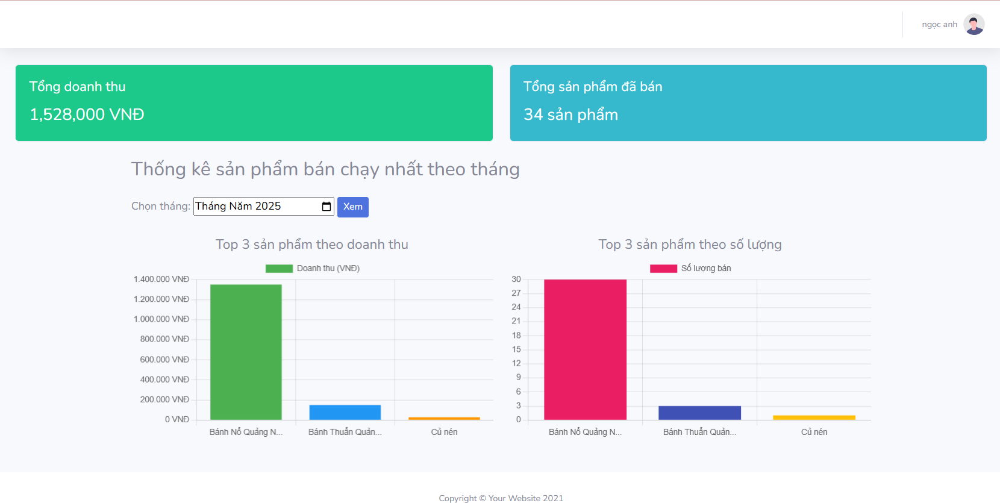 ngọc anh
Tổng doanh thu
1,528,000 VNĐ
Tổng sản phẩm đã bán
34 sản phẩm
Thống kê sản phẩm bán chạy nhất theo tháng
Chọn tháng: Tháng Năm 2025 Xem
Top 3 sản phẩm theo doanh thu
Doanh thu (VNĐ)
1.400.000 VNĐ
1.200.000 VNĐ
1.000.000 VNĐ
800.000 VNĐ
600.000 VNĐ
400.000 VNĐ
200.000 VNĐ
0 VNĐ
Bánh Nổ Quảng N... Bánh Thuẩn Quản... Củ nén
Top 3 sản phẩm theo số lượng
Số lượng bán
30
27
24
21
18
15
12
9
6
3
0
Bánh Nổ Quảng N... Bánh Thuẩn Quản... Củ nén
Copyright © Your Website 2021